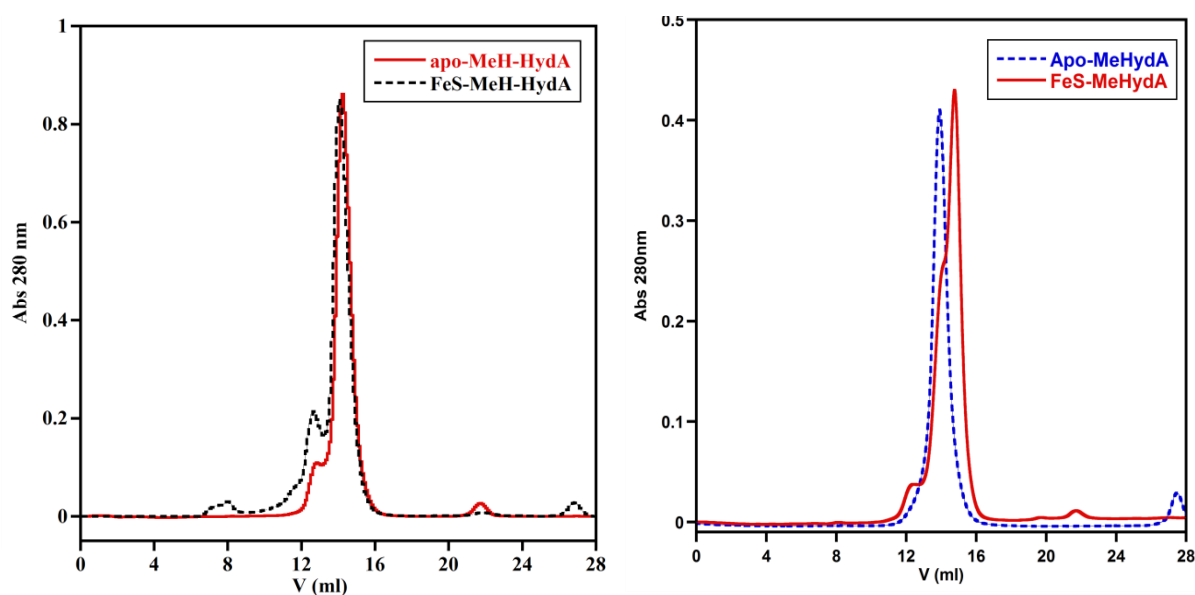 1
0.8
0.6
0.4
0.2
0
Abs 280 nm
apo-MeH-HydA
FeS-MeH-HydA
0 4 8 12 16 20 24 28
V (ml)
0.5
0.4
0.3
0.2
0.1
0
Abs 280nm
Apo-MeHydA
FeS-MeHydA
0 4 8 12 16 20 24 28
V (ml)